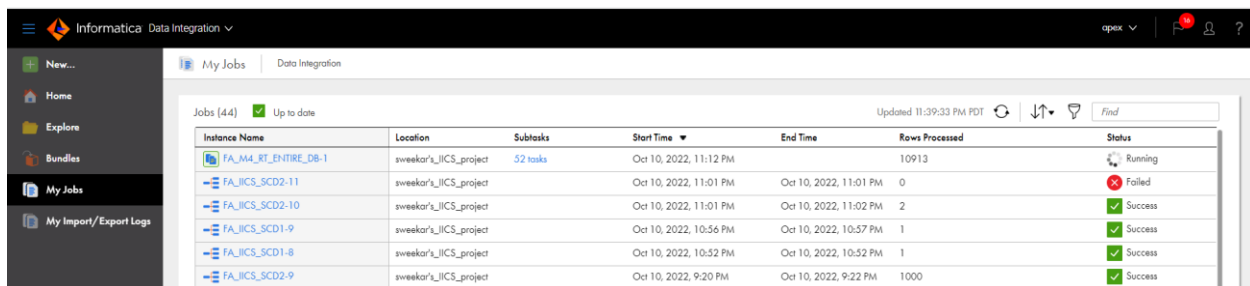 Informatica Data Integration apex 16 ?
New... My Jobs Data Integration
Home
Jobs (44) Up to date Updated 11:39:33 PM PDT Find
Explore
Instance Name Location Subtasks Start Time End Time Rows Processed Status
Bundles FA_M4_RT_ENTIRE_DB-1 sweekar's_IICS_project 52 tasks Oct 10, 2022, 11:12 PM 10913 Running
My Jobs FA_IICS_SCD2-11 sweekar's_IICS_project Oct 10, 2022, 11:01 PM Oct 10, 2022, 11:01 PM 0 Failed
FA_IICS_SCD2-10 sweekar's_IICS_project Oct 10, 2022, 11:01 PM Oct 10, 2022, 11:02 PM 2 Success
My Import/Export Logs FA_IICS_SCD1-9 sweekar's_IICS_project Oct 10, 2022, 10:56 PM Oct 10, 2022, 10:57 PM 1 Success
FA_IICS_SCD1-8 sweekar's_IICS_project Oct 10, 2022, 10:52 PM Oct 10, 2022, 10:52 PM 1 Success
FA_IICS_SCD2-9 sweekar's_IICS_project Oct 10, 2022, 9:20 PM Oct 10, 2022, 9:22 PM 1000 Success